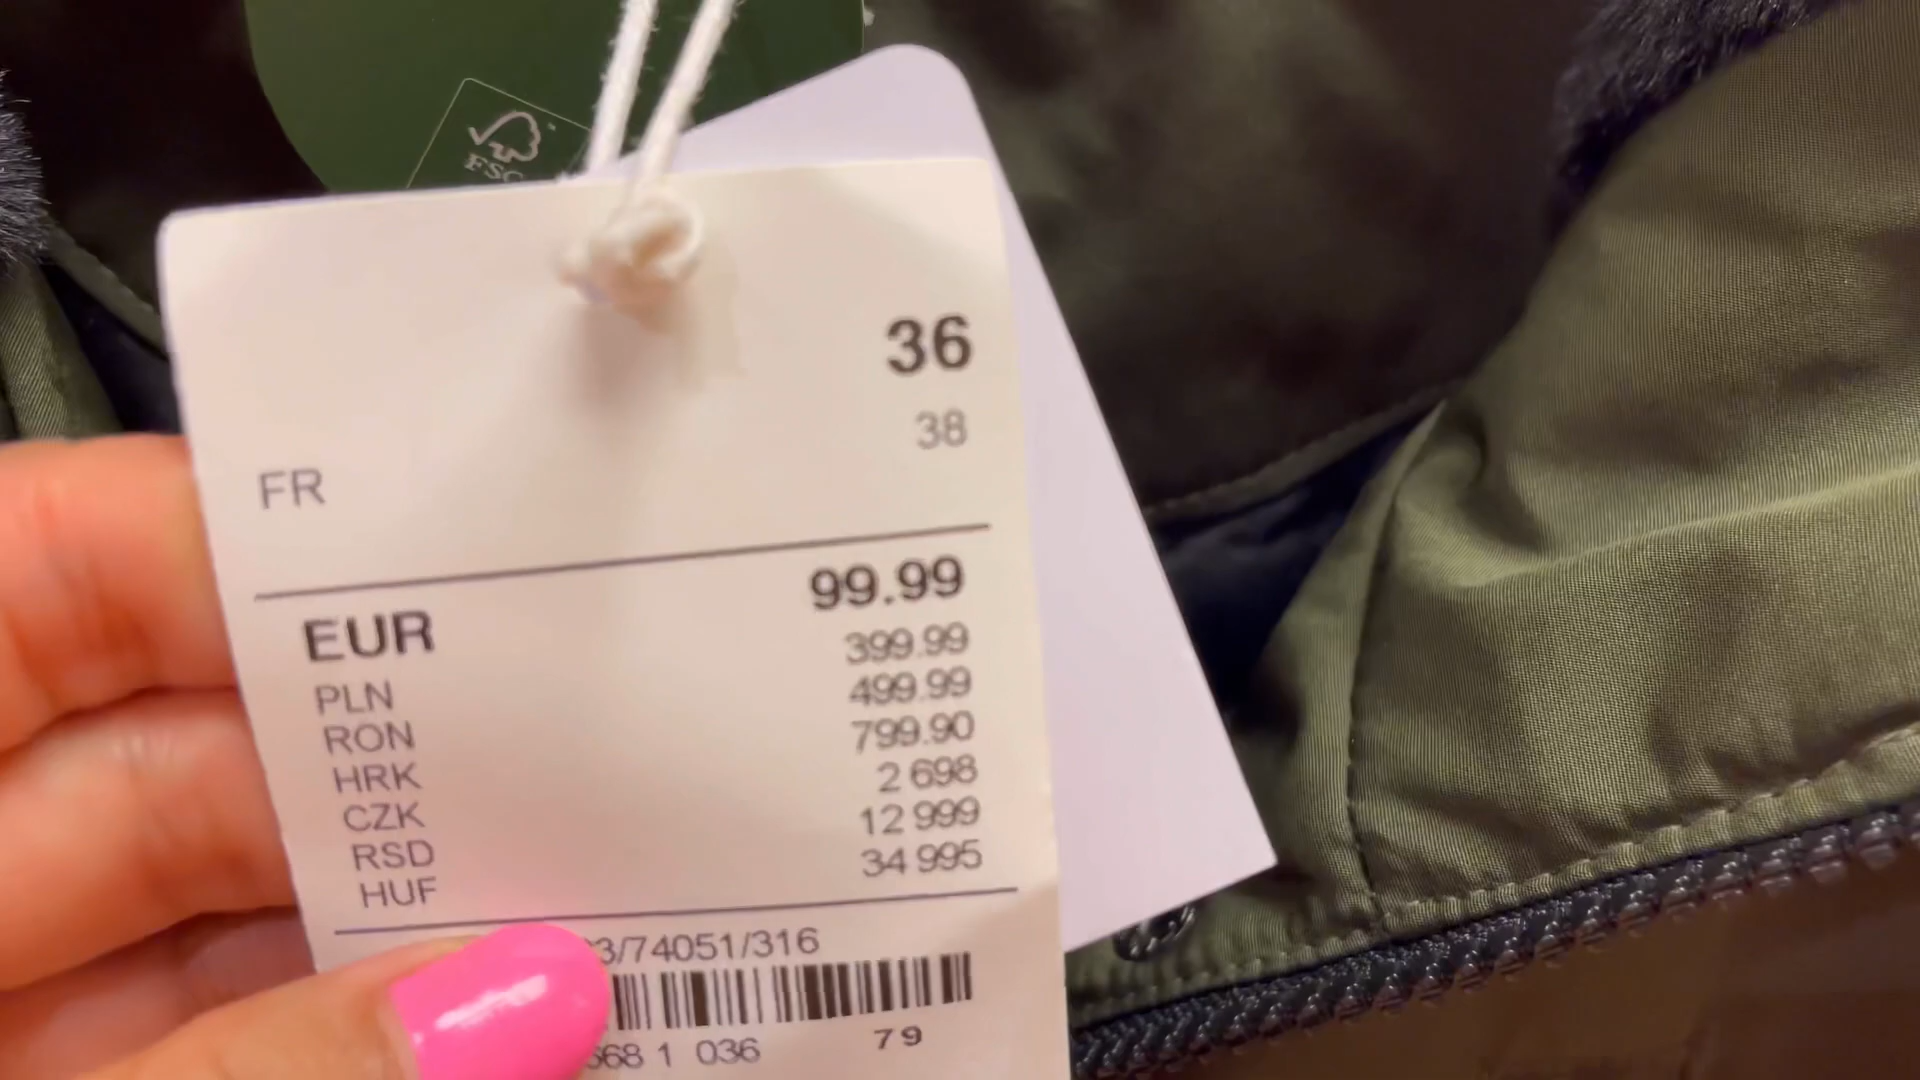 FSC
36
38
FR
EUR 99.99
PLN 399.99
RON 499.99
HRK 799.90
CZK 2 698
RSD 12 999
HUF 34 995
3/74051/316
668 1 036 79